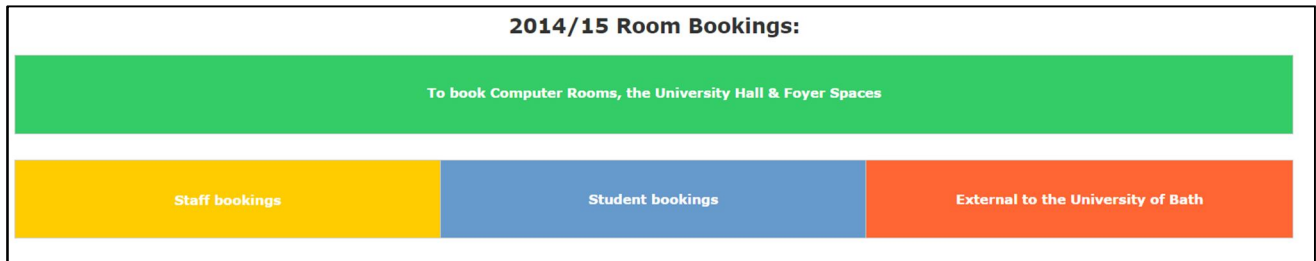 2014/15 Room Bookings:
To book Computer Rooms, the University Hall & Foyer Spaces
Staff bookings
Student bookings
External to the University of Bath